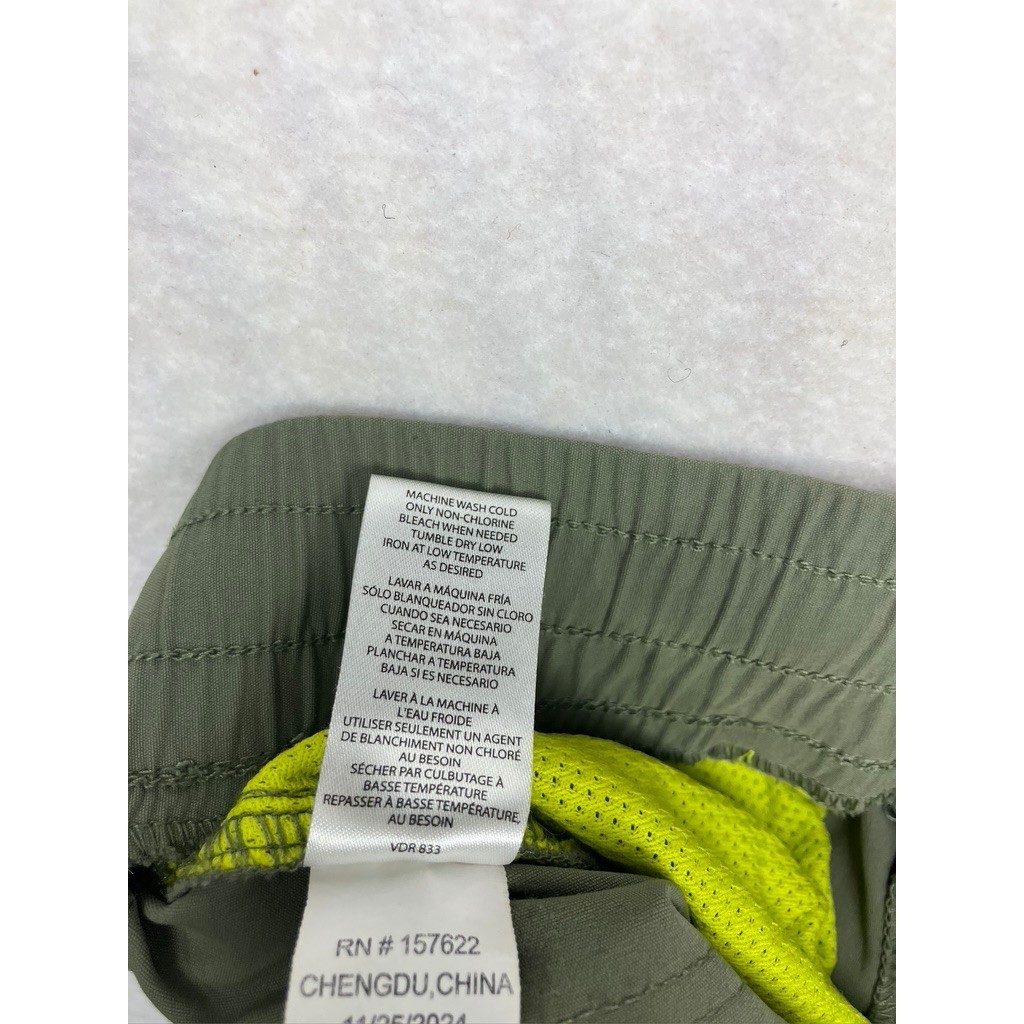 MACHINE WASH COLD
ONLY NON-CHLORINE
BLEACH WHEN NEEDED
TUMBLE DRY LOW
IRON AT LOW TEMPERATURE
AS DESIRED
LAVAR A MÁQUINA FRÍA
SÓLO BLANQUEADOR SIN CLORO
CUANDO SEA NECESARIO
SECAR EN MÁQUINA
A TEMPERATURA BAJA
PLANCHAR A TEMPERATURA
BAJA SI ES NECESARIO
LAVER À LA MACHINE À
L'EAU FROIDE
UTILISER SEULEMENT UN AGENT
DE BLANCHIMENT NON CHLORÉ
AU BESOIN
SÉCHER PAR CULBUTAGE À
BASSE TEMPÉRATURE
REPASSER À BASSE TEMPÉRATURE,
AU BESOIN
VDR 833
RN # 157622
CHENGDU,CHINA
11/25/2024